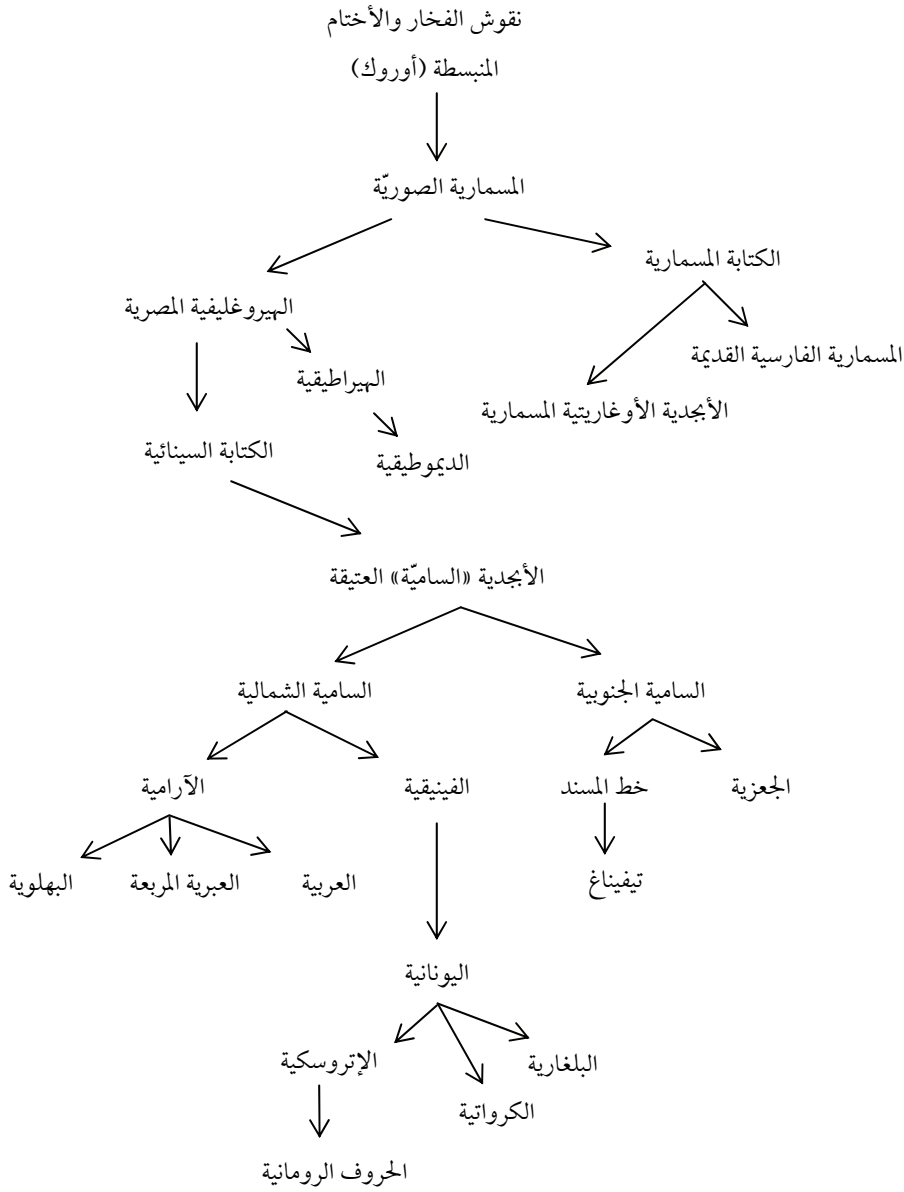 نقوش الفخار والأختام
المنبسطة (أوروك)
المسمارية الصوريّة
الكتابة المسمارية
الهيروغليفية المصرية
المسمارية الفارسية القديمة
الهيراطيقية
الأبجدية الأوغاريتية المسمارية
الكتابة السينائية
الديموطيقية
الأبجدية «الساميّة» العتيقة
السامية الجنوبية
السامية الشمالية
الجعزية
خط المسند
الفينيقية
الآرامية
تيفيناغ
العربية
العبرية المربعة
البهلوية
اليونانية
البلغارية
الإتروسكية
الكرواتية
الحروف الرومانية